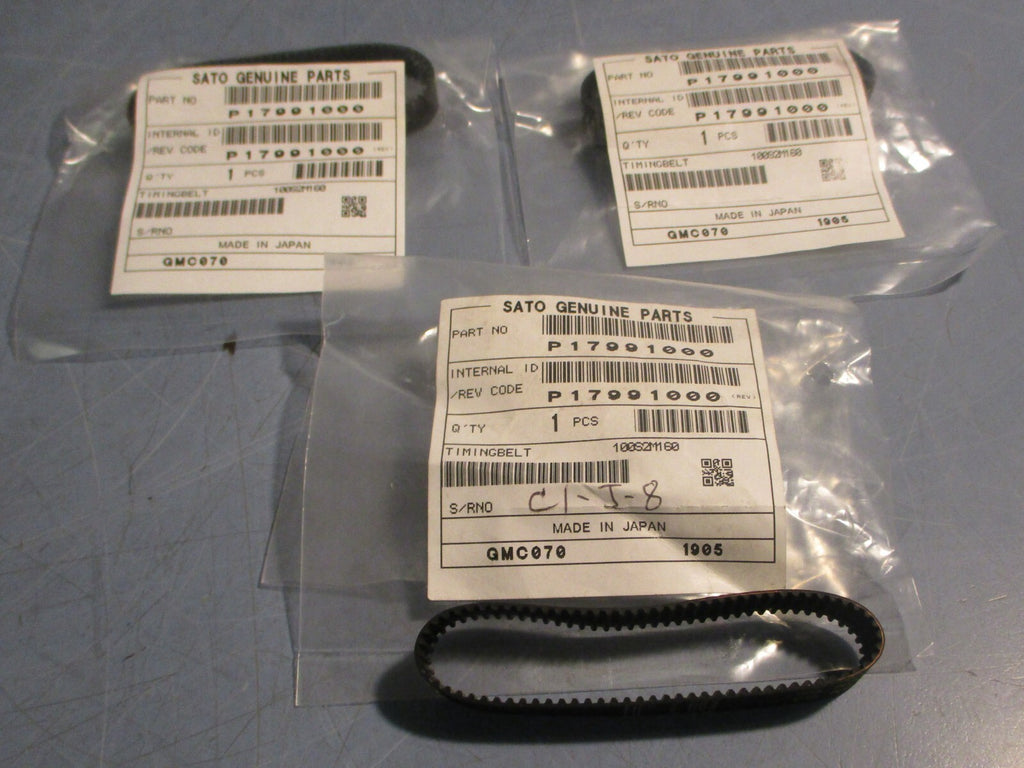 SATO GENUINE PARTS
PART NO
P17991000
INTERNAL ID
/REV CODE P17991000 (REV)
Q'TY 1 PCS
TIMINGBELT 100S2M160
S/RNO
MADE IN JAPAN
GMC070
SATO GENUINE PARTS
PART NO
P17991000
INTERNAL ID
/REV CODE P17991000 (REV)
Q'TY 1 PCS
TIMINGBELT 100S2M160
S/RNO
MADE IN JAPAN
GMC070 1905
SATO GENUINE PARTS
PART NO
P17991000
INTERNAL ID
/REV CODE P17991000 (REV)
Q'TY 1 PCS
TIMINGBELT 100S2M160
S/RNO C1-J-8
MADE IN JAPAN
GMC070 1905